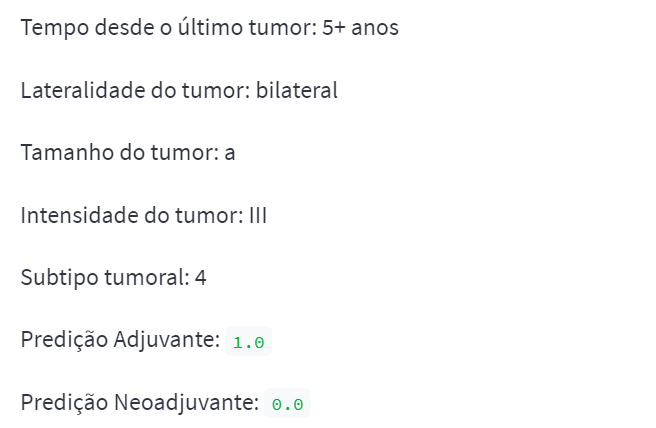 Tempo desde o último tumor: 5+ anos
Lateralidade do tumor: bilateral
Tamanho do tumor: a
Intensidade do tumor: III
Subtipo tumoral: 4
Predição Adjuvante: 1.0
Predição Neoadjuvante: 0.0